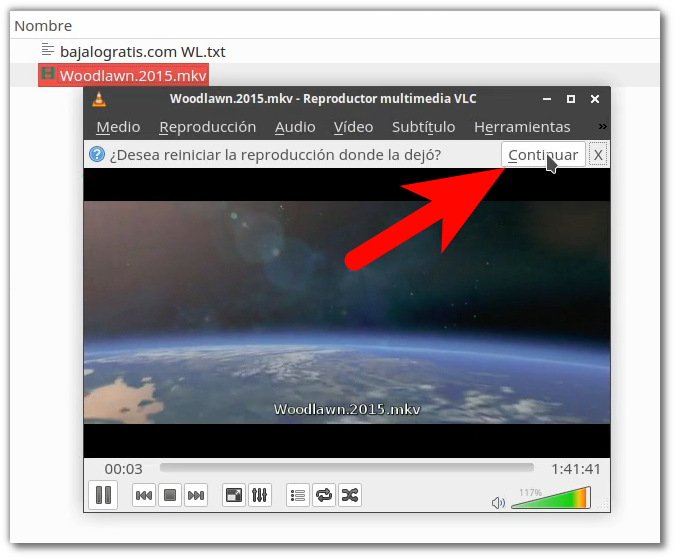 Nombre
bajalogratis.com WL.txt
Woodlawn.2015.mkv
Woodlawn.2015.mkv - Reproductor multimedia VLC
Medio Reproducción Audio Vídeo Subtítulo Herramientas »
¿Desea reiniciar la reproducción donde la dejó? Continuar X
Woodlawn.2015.mkv
00:03 1:41:41
117%